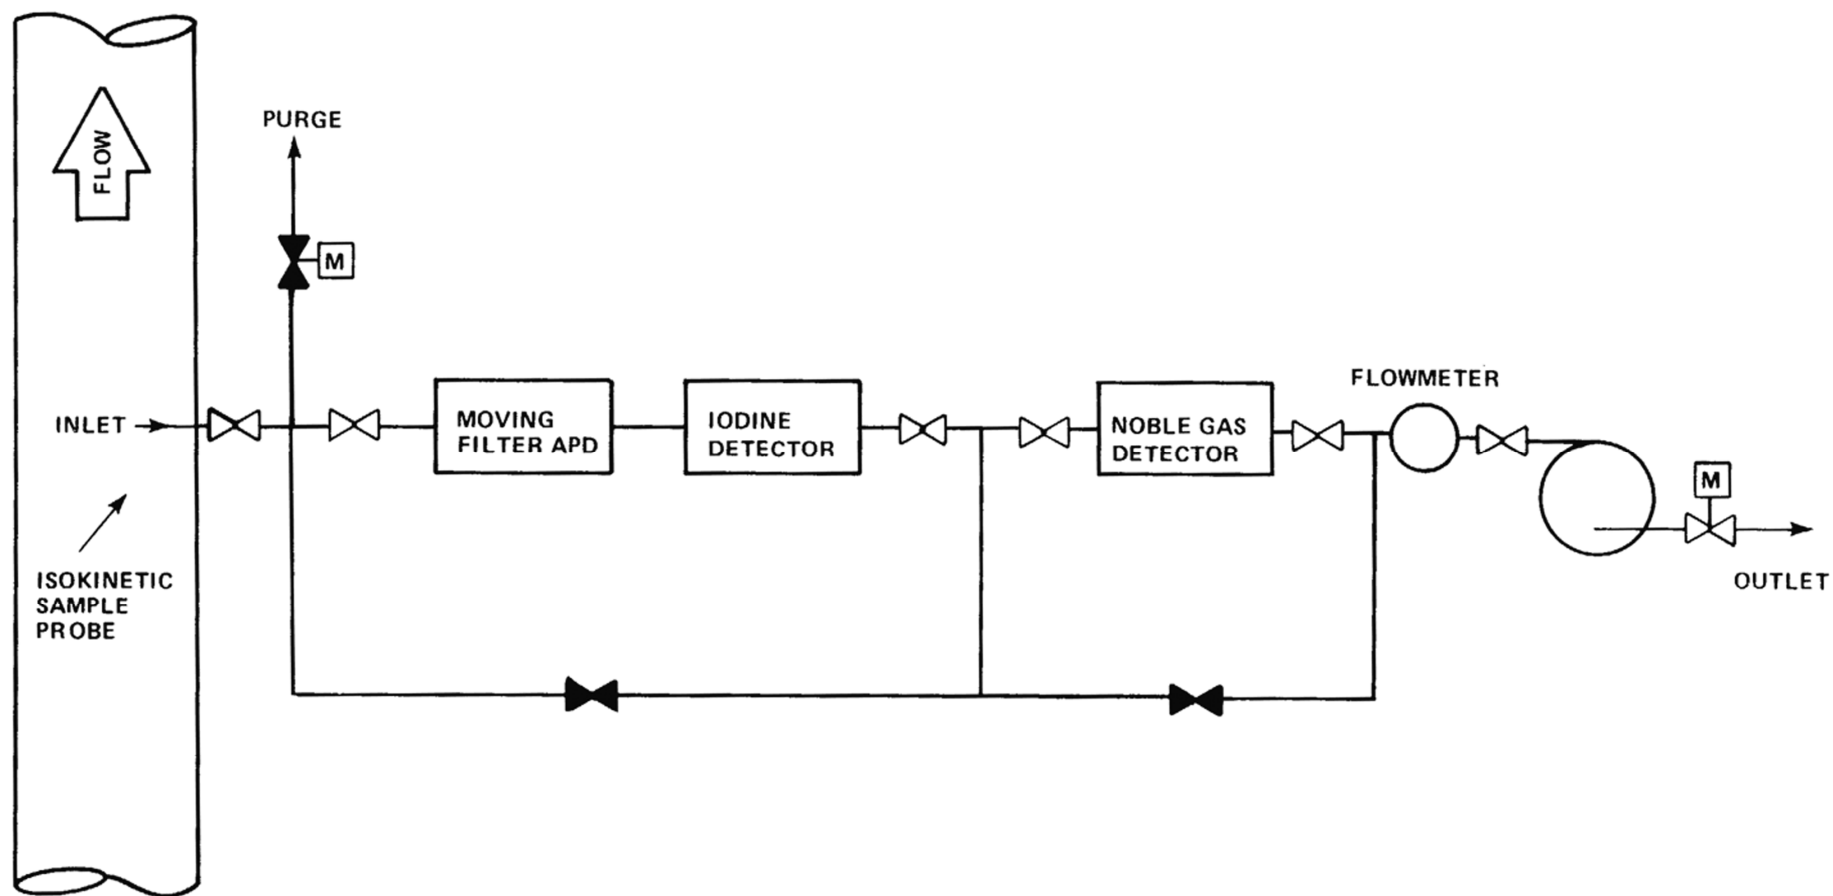 FLOW
PURGE
M
INLET
MOVING
FILTER APD
IODINE
DETECTOR
NOBLE GAS
DETECTOR
FLOWMETER
M
OUTLET
ISOKINETIC
SAMPLE
PROBE